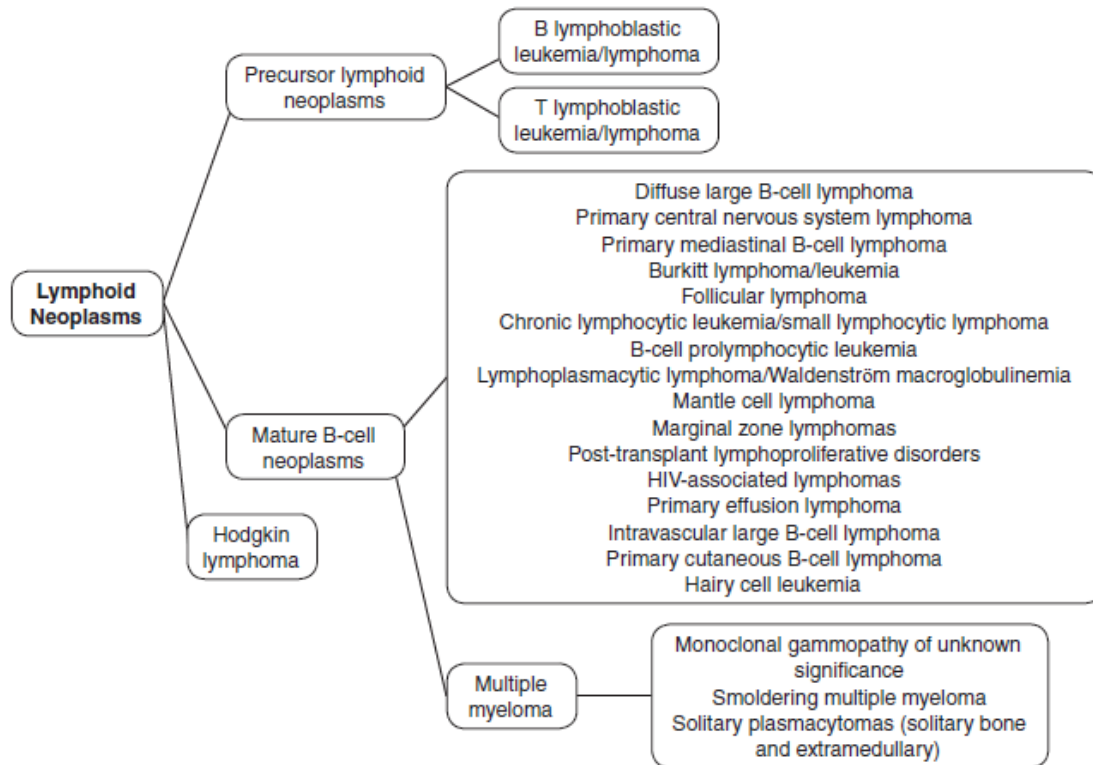 B lymphoblastic
leukemia/lymphoma
Precursor lymphoid
neoplasms
T lymphoblastic
leukemia/lymphoma
Lymphoid
Neoplasms
Diffuse large B-cell lymphoma
Primary central nervous system lymphoma
Primary mediastinal B-cell lymphoma
Burkitt lymphoma/leukemia
Follicular lymphoma
Chronic lymphocytic leukemia/small lymphocytic lymphoma
B-cell prolymphocytic leukemia
Lymphoplasmacytic lymphoma/Waldenström macroglobulinemia
Mantle cell lymphoma
Marginal zone lymphomas
Post-transplant lymphoproliferative disorders
HIV-associated lymphomas
Primary effusion lymphoma
Intravascular large B-cell lymphoma
Primary cutaneous B-cell lymphoma
Hairy cell leukemia
Mature B-cell
neoplasms
Hodgkin
lymphoma
Multiple
myeloma
Monoclonal gammopathy of unknown
significance
Smoldering multiple myeloma
Solitary plasmacytomas (solitary bone
and extramedullary)